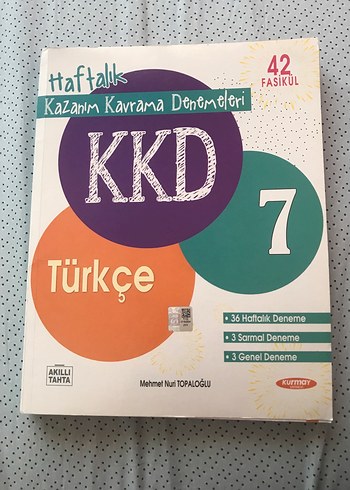 Haftalık
42
FASİKÜL
Kazanım Kavrama Denemeleri
KKD
7
Türkçe
• 36 Haftalık Deneme
• 3 Sarmal Deneme
• 3 Genel Deneme
AKILLI
TAHTA
Mehmet Nuri TOPALOĞLU
KURMAY